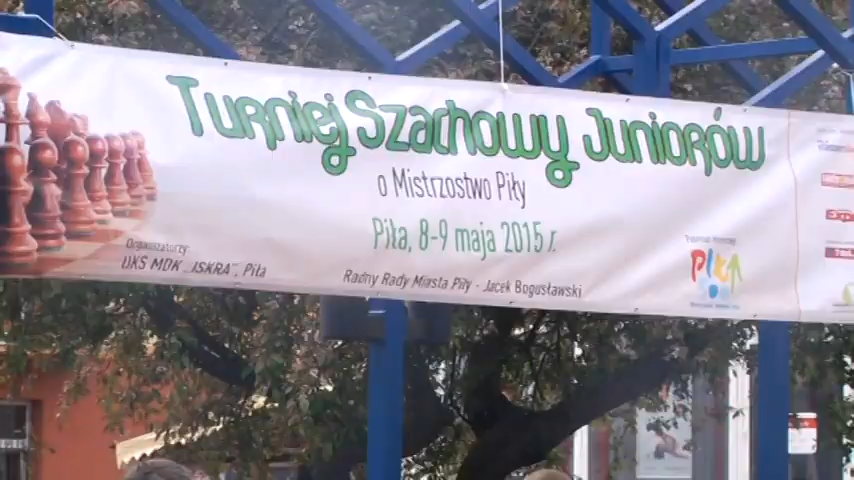 Turniej Szachowy Juniorów
o Mistrzostwo Piły
Piła, 8-9 maja 2015 r.
Organizatorzy
UKS MDK „ISKRA”, Piła
Radny Rady Miasta Piły - Jacek Bogusławski
Piła